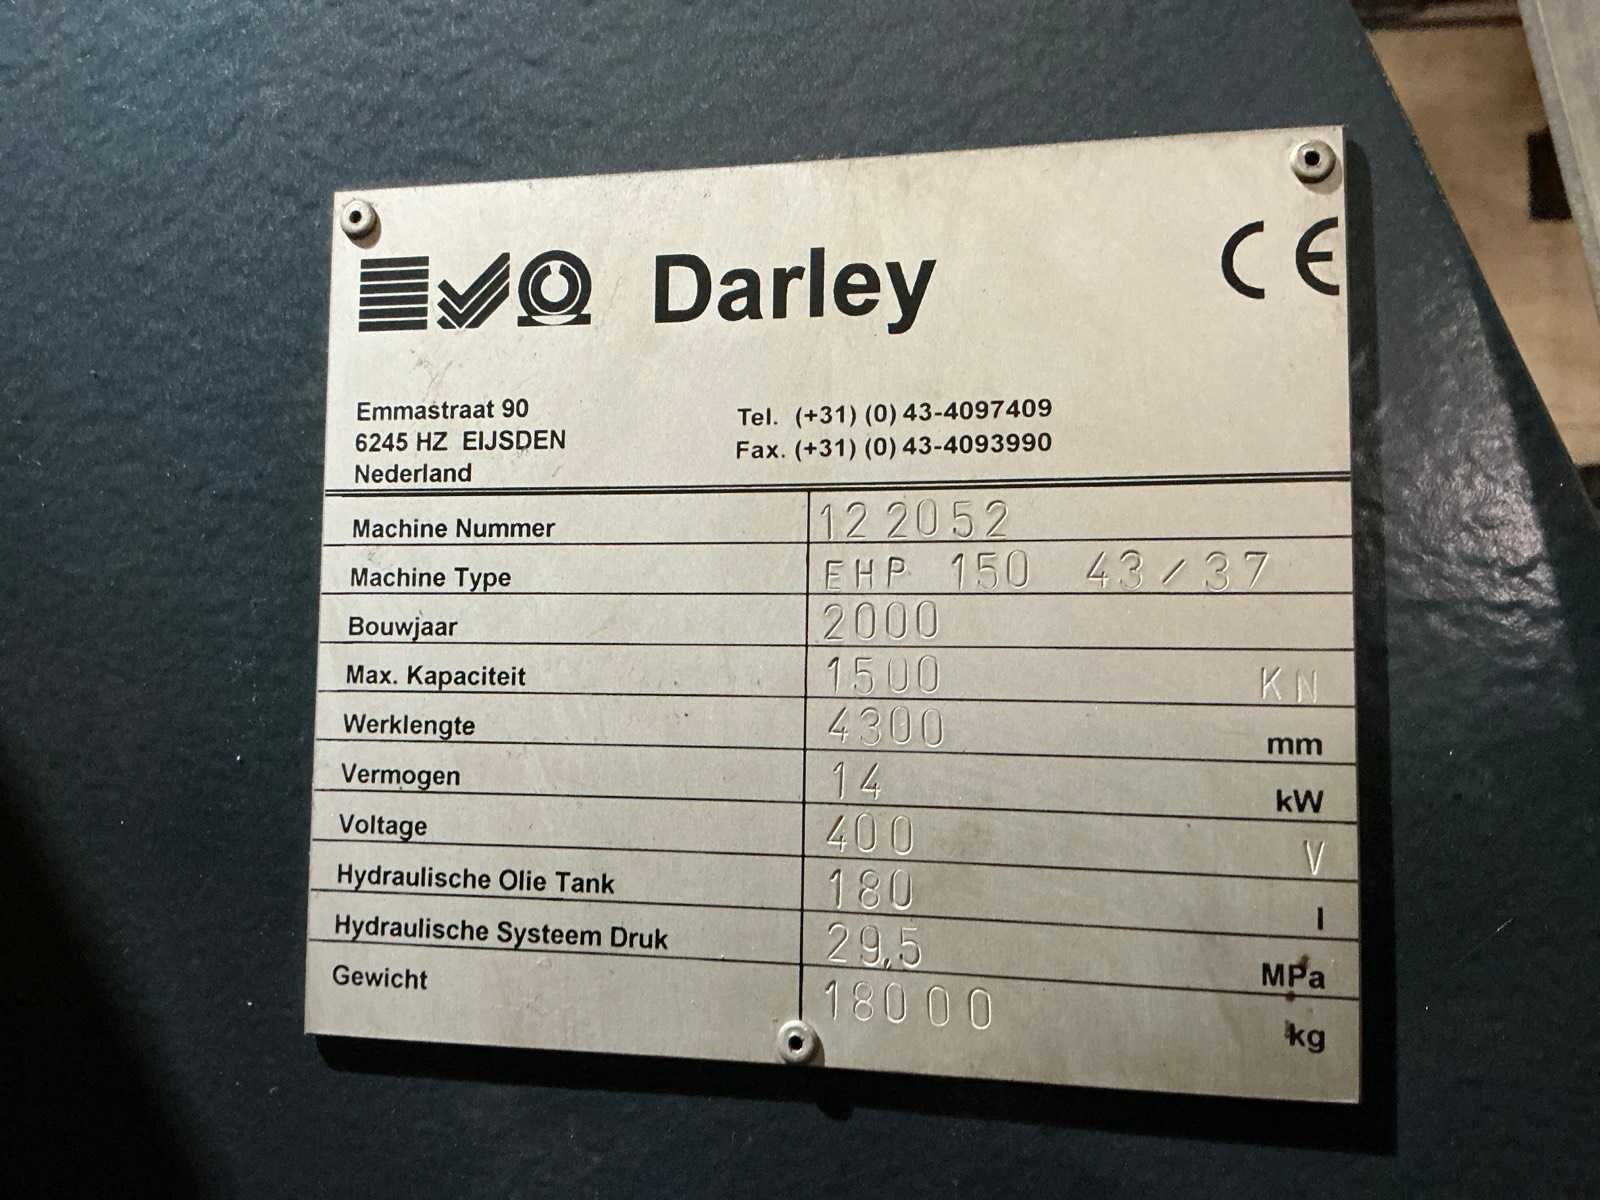 Darley
CE
Emmastraat 90
6245 HZ EIJSDEN
Nederland
Tel. (+31) (0) 43-4097409
Fax. (+31) (0) 43-4093990
Machine Nummer 122052
Machine Type EHP 150 43/37
Bouwjaar 2000
Max. Kapaciteit 1500 KN
Werklengte 4300 mm
Vermogen 14 kW
Voltage 400 V
Hydraulische Olie Tank 180 l
Hydraulische Systeem Druk 29,5 MPa
Gewicht 18000 kg